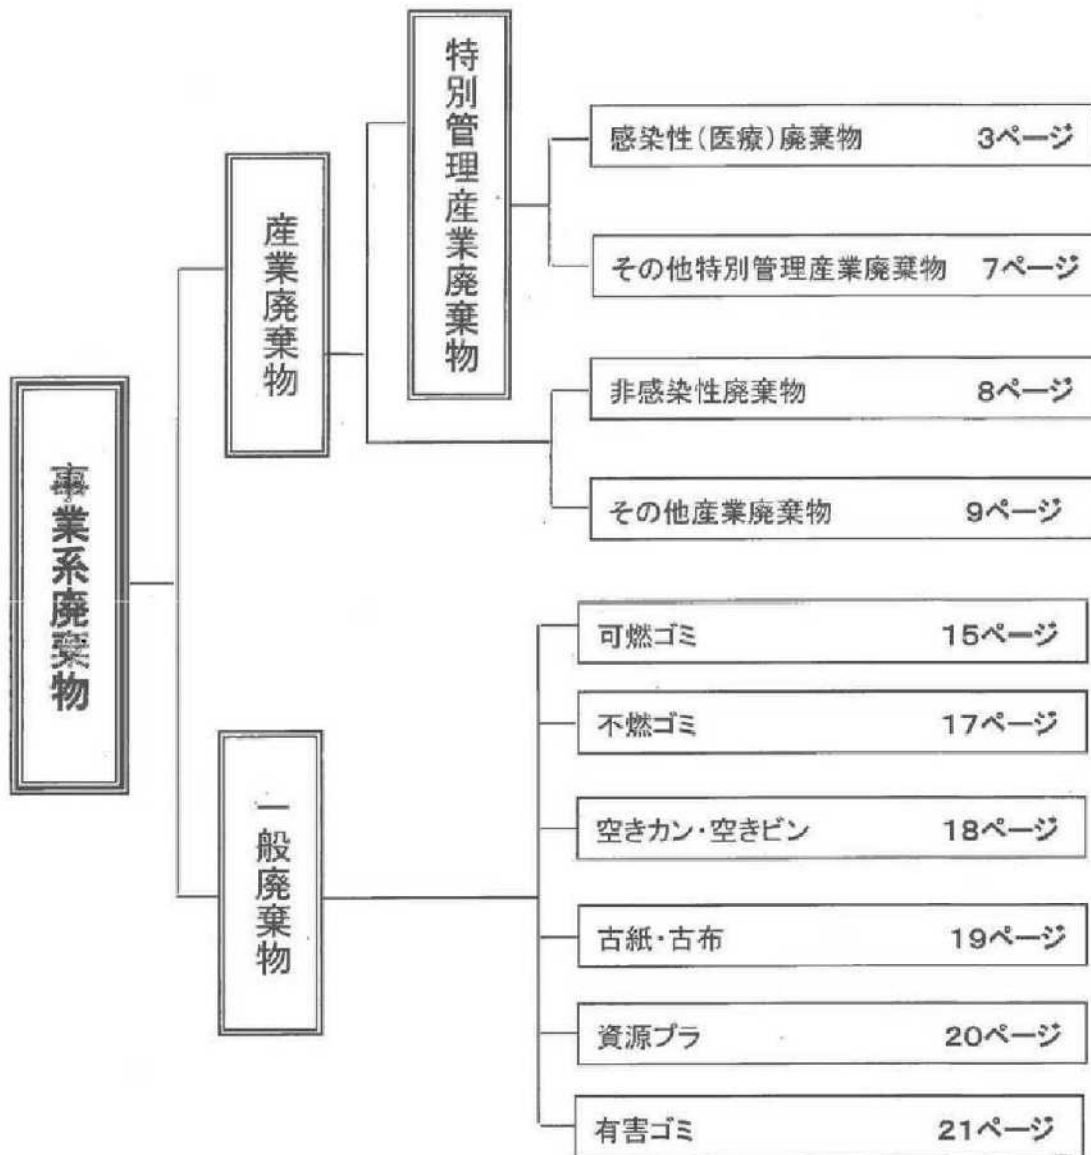 事業系廃棄物
産業廃棄物
特別管理産業廃棄物
感染性(医療)廃棄物 3ページ
その他特別管理産業廃棄物 7ページ
非感染性廃棄物 8ページ
その他産業廃棄物 9ページ
一般廃棄物
可燃ゴミ 15ページ
不燃ゴミ 17ページ
空きカン・空きビン 18ページ
古紙・古布 19ページ
資源プラ 20ページ
有害ゴミ 21ページ